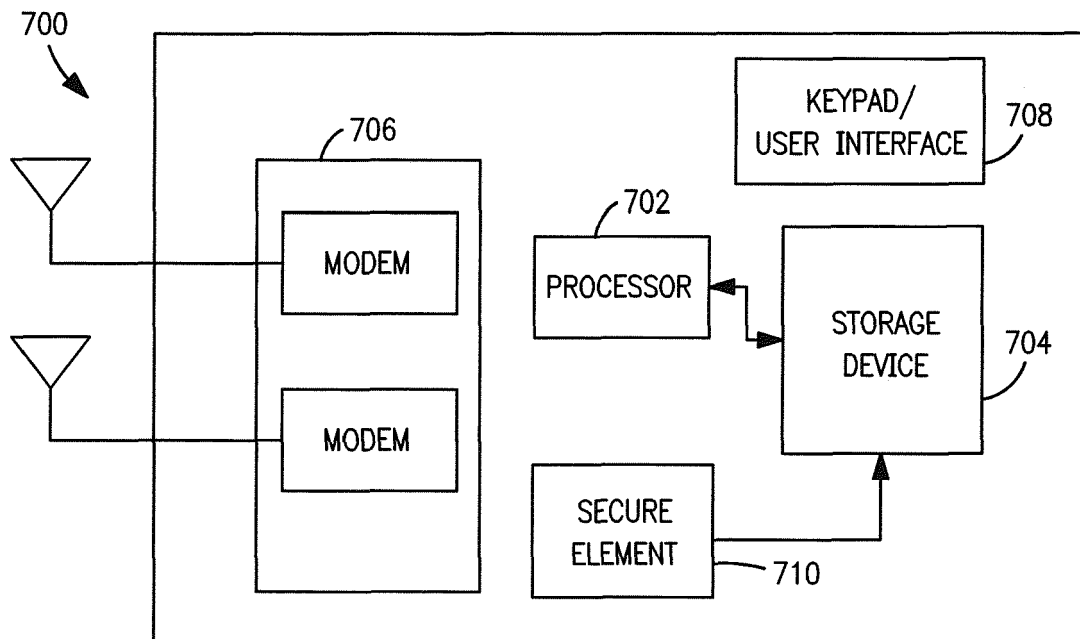 700
KEYPAD/
USER INTERFACE
708
706
702
MODEM
PROCESSOR
STORAGE
DEVICE
704
MODEM
SECURE
ELEMENT
710